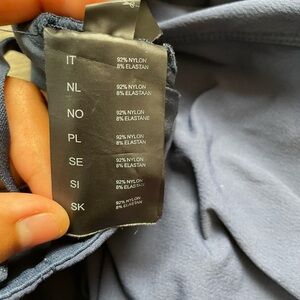 IT 92% NYLON
8% ELASTAN
NL 92% NYLON
8% ELASTAAN
NO 92% NYLON
8% ELASTANE
PL 92% NYLON
8% ELASTAN
SE 92% NYLON
8% ELASTAN
SI 92% NYLON
8% ELASTAN
SK 92% NYLON
8% ELASTAN